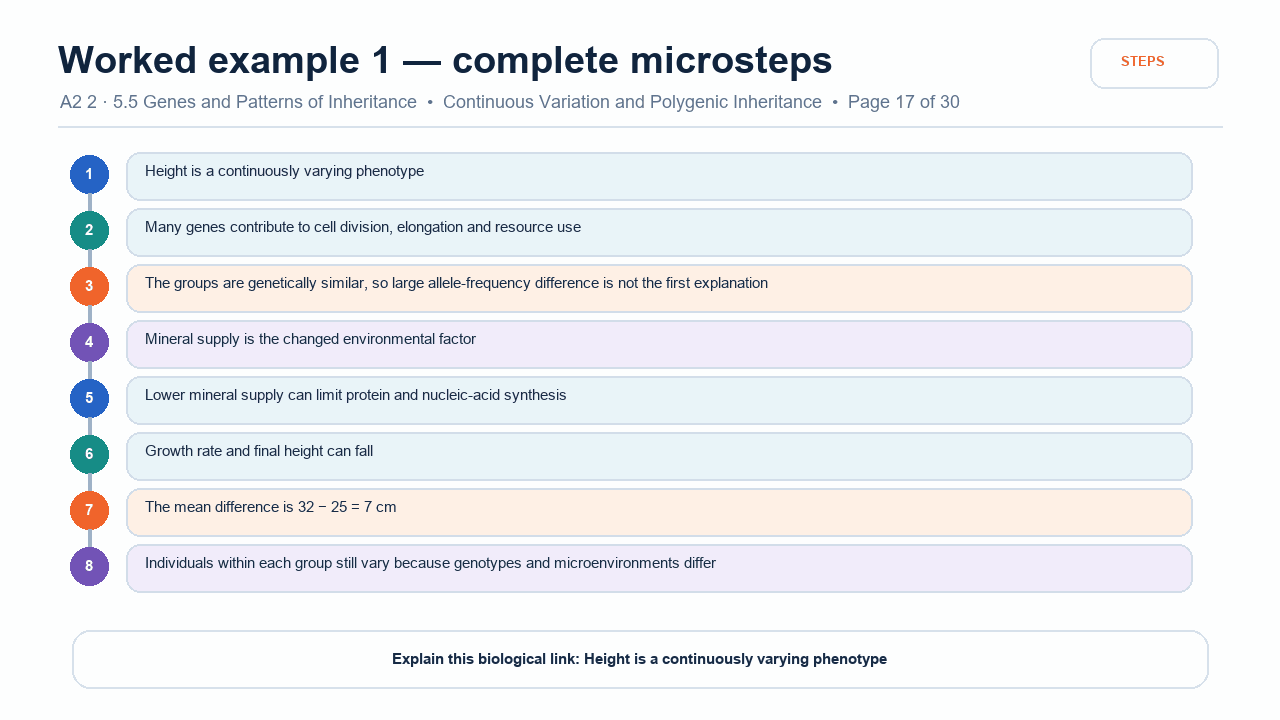 Worked example 1 — complete microsteps
STEPS
A2 2 · 5.5 Genes and Patterns of Inheritance • Continuous Variation and Polygenic Inheritance • Page 17 of 30
1 Height is a continuously varying phenotype
2 Many genes contribute to cell division, elongation and resource use
3 The groups are genetically similar, so large allele-frequency difference is not the first explanation
4 Mineral supply is the changed environmental factor
5 Lower mineral supply can limit protein and nucleic-acid synthesis
6 Growth rate and final height can fall
7 The mean difference is 32 − 25 = 7 cm
8 Individuals within each group still vary because genotypes and microenvironments differ
Explain this biological link: Height is a continuously varying phenotype